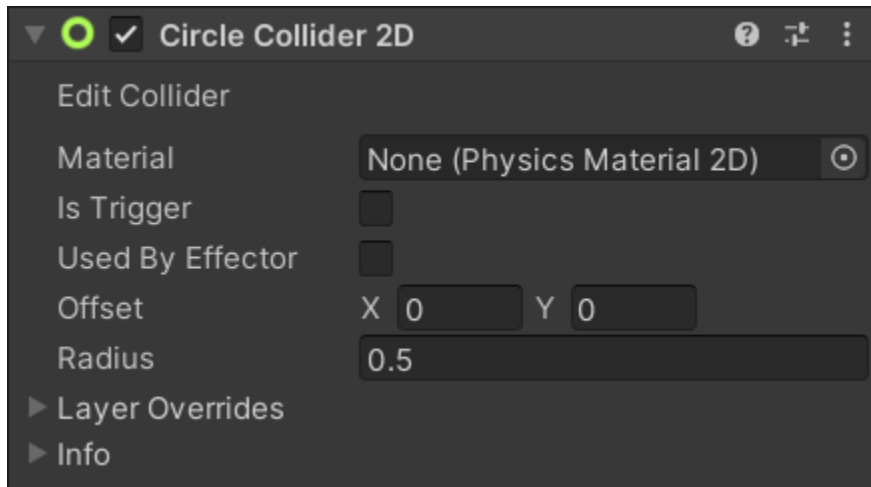 Circle Collider 2D
Edit Collider
Material None (Physics Material 2D)
Is Trigger
Used By Effector
Offset X 0 Y 0
Radius 0.5
Layer Overrides
Info